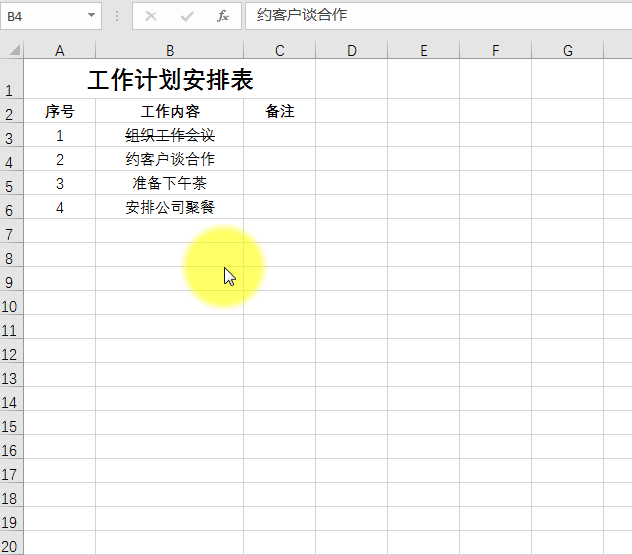 B4 fx 约客户谈合作
A B C D E F G
1 工作计划安排表
2 序号 工作内容 备注
3 1 组织工作会议
4 2 约客户谈合作
5 3 准备下午茶
6 4 安排公司聚餐
7
8
9
10
11
12
13
14
15
16
17
18
19
20